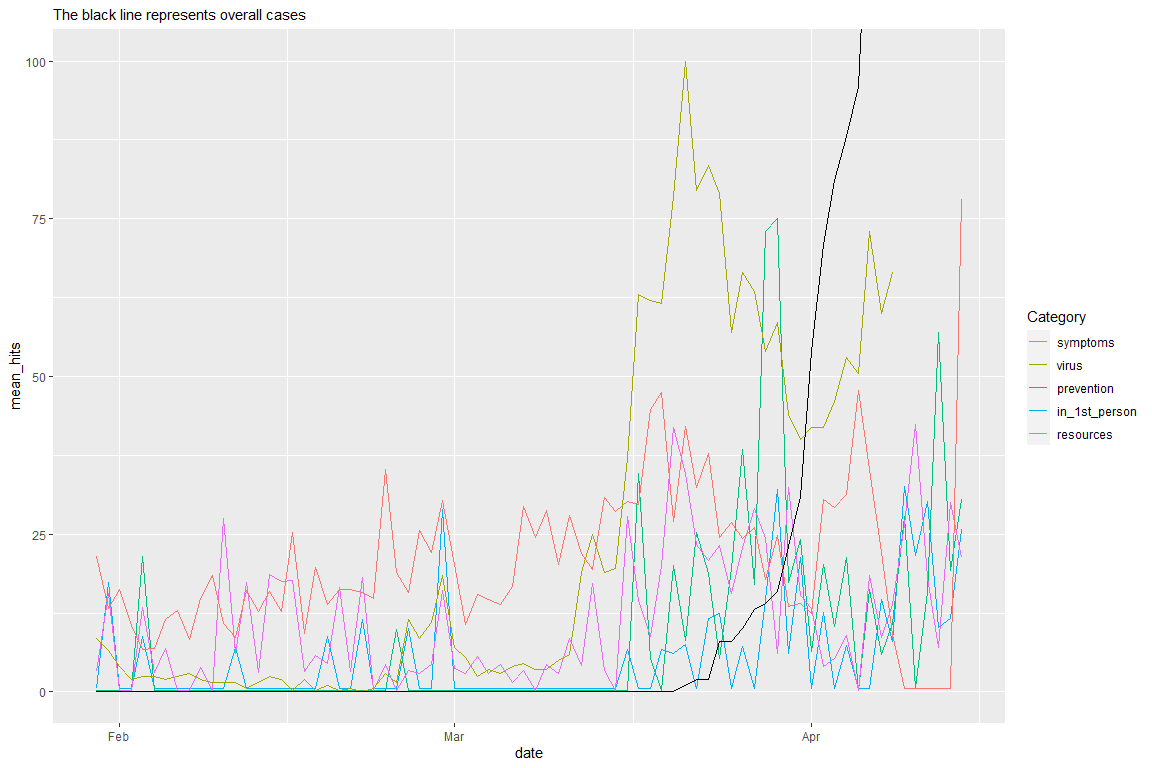 The black line represents overall cases
100
75
50
25
0
mean_hits
Feb
Mar
Apr
date
Category
symptoms
virus
prevention
in_1st_person
resources